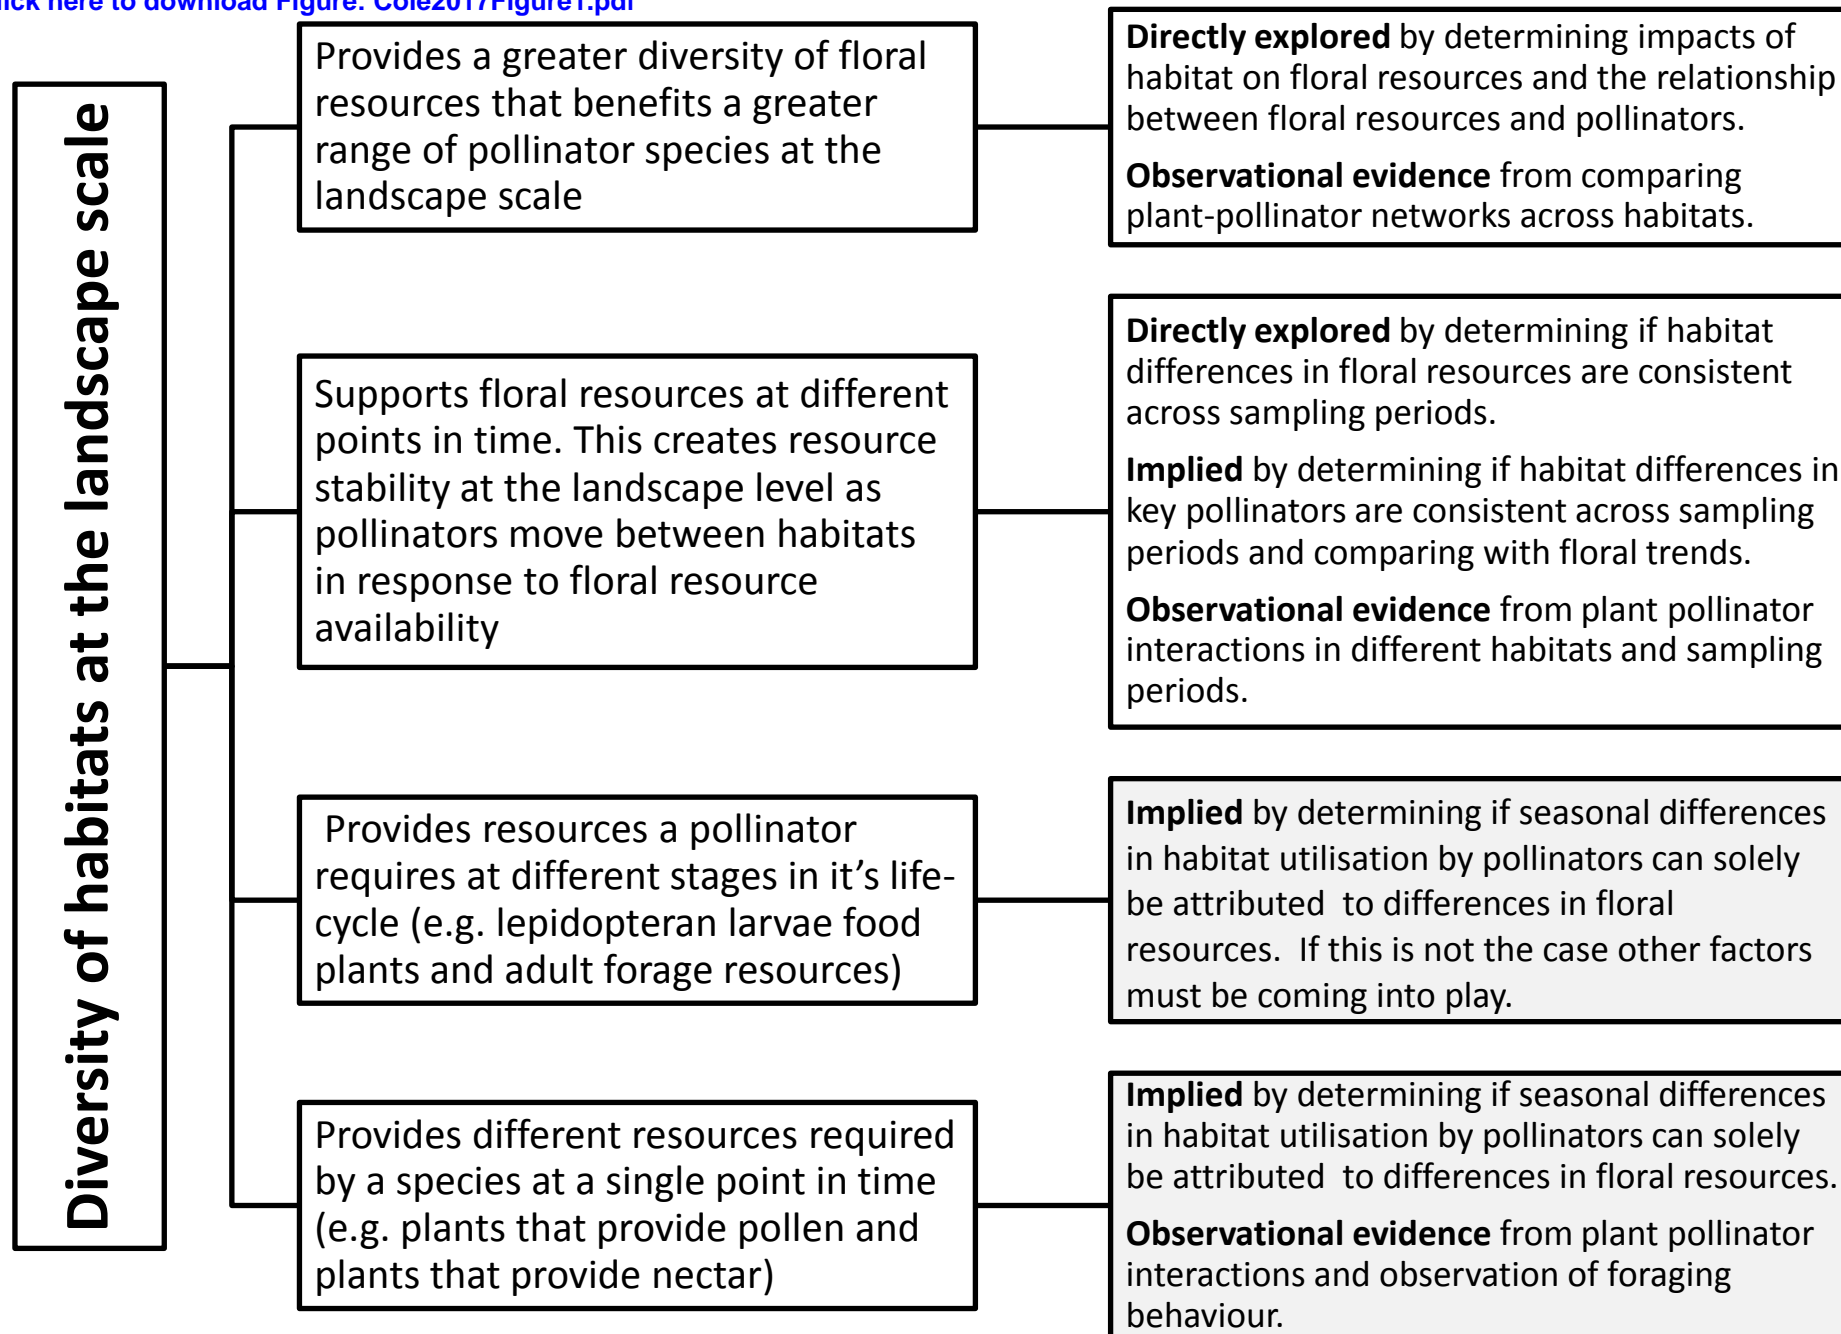 lick here to download Figure: Cole2017Figure1.pdf
Diversity of habitats at the landscape scale
Provides a greater diversity of floral
resources that benefits a greater
range of pollinator species at the
landscape scale
Directly explored by determining impacts of
habitat on floral resources and the relationship
between floral resources and pollinators.
Observational evidence from comparing
plant-pollinator networks across habitats.
Supports floral resources at different
points in time. This creates resource
stability at the landscape level as
pollinators move between habitats
in response to floral resource
availability
Directly explored by determining if habitat
differences in floral resources are consistent
across sampling periods.
Implied by determining if habitat differences in
key pollinators are consistent across sampling
periods and comparing with floral trends.
Observational evidence from plant pollinator
interactions in different habitats and sampling
periods.
Provides resources a pollinator
requires at different stages in it’s life-
cycle (e.g. lepidopteran larvae food
plants and adult forage resources)
Implied by determining if seasonal differences
in habitat utilisation by pollinators can solely
be attributed  to differences in floral
resources.  If this is not the case other factors
must be coming into play.
Provides different resources required
by a species at a single point in time
(e.g. plants that provide pollen and
plants that provide nectar)
Implied by determining if seasonal differences
in habitat utilisation by pollinators can solely
be attributed  to differences in floral resources.
Observational evidence from plant pollinator
interactions and observation of foraging
behaviour.